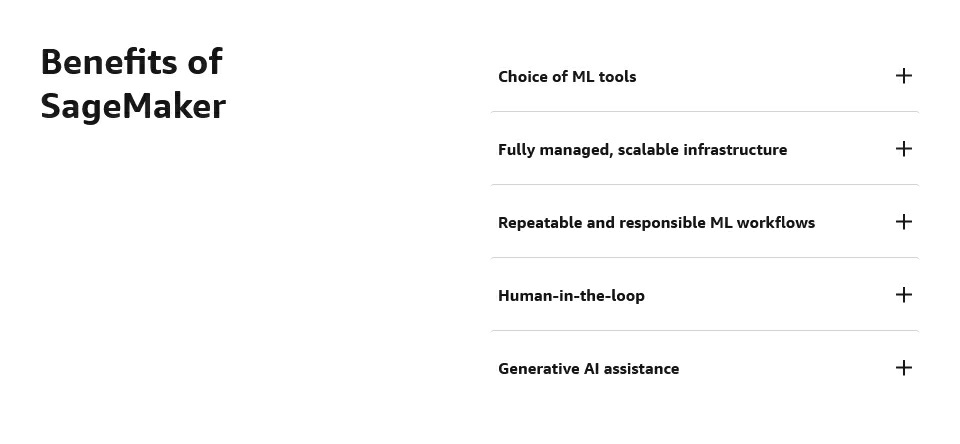 Benefits of
SageMaker
Choice of ML tools
Fully managed, scalable infrastructure
Repeatable and responsible ML workflows
Human-in-the-loop
Generative AI assistance